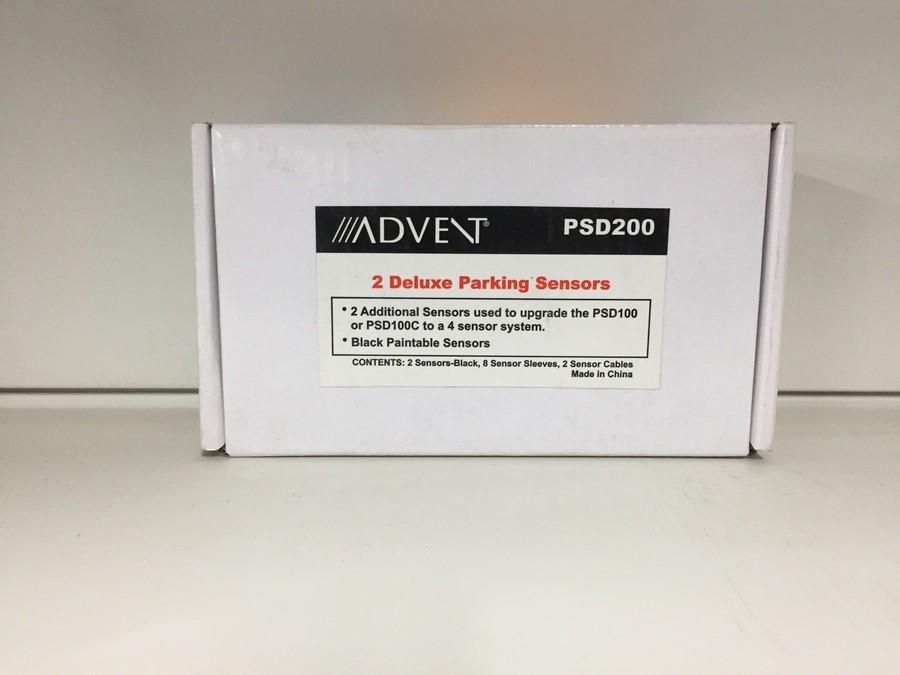 ADVENT® PSD200
2 Deluxe Parking Sensors
• 2 Additional Sensors used to upgrade the PSD100
or PSD100C to a 4 sensor system.
• Black Paintable Sensors
CONTENTS: 2 Sensors-Black, 8 Sensor Sleeves, 2 Sensor Cables
Made in China